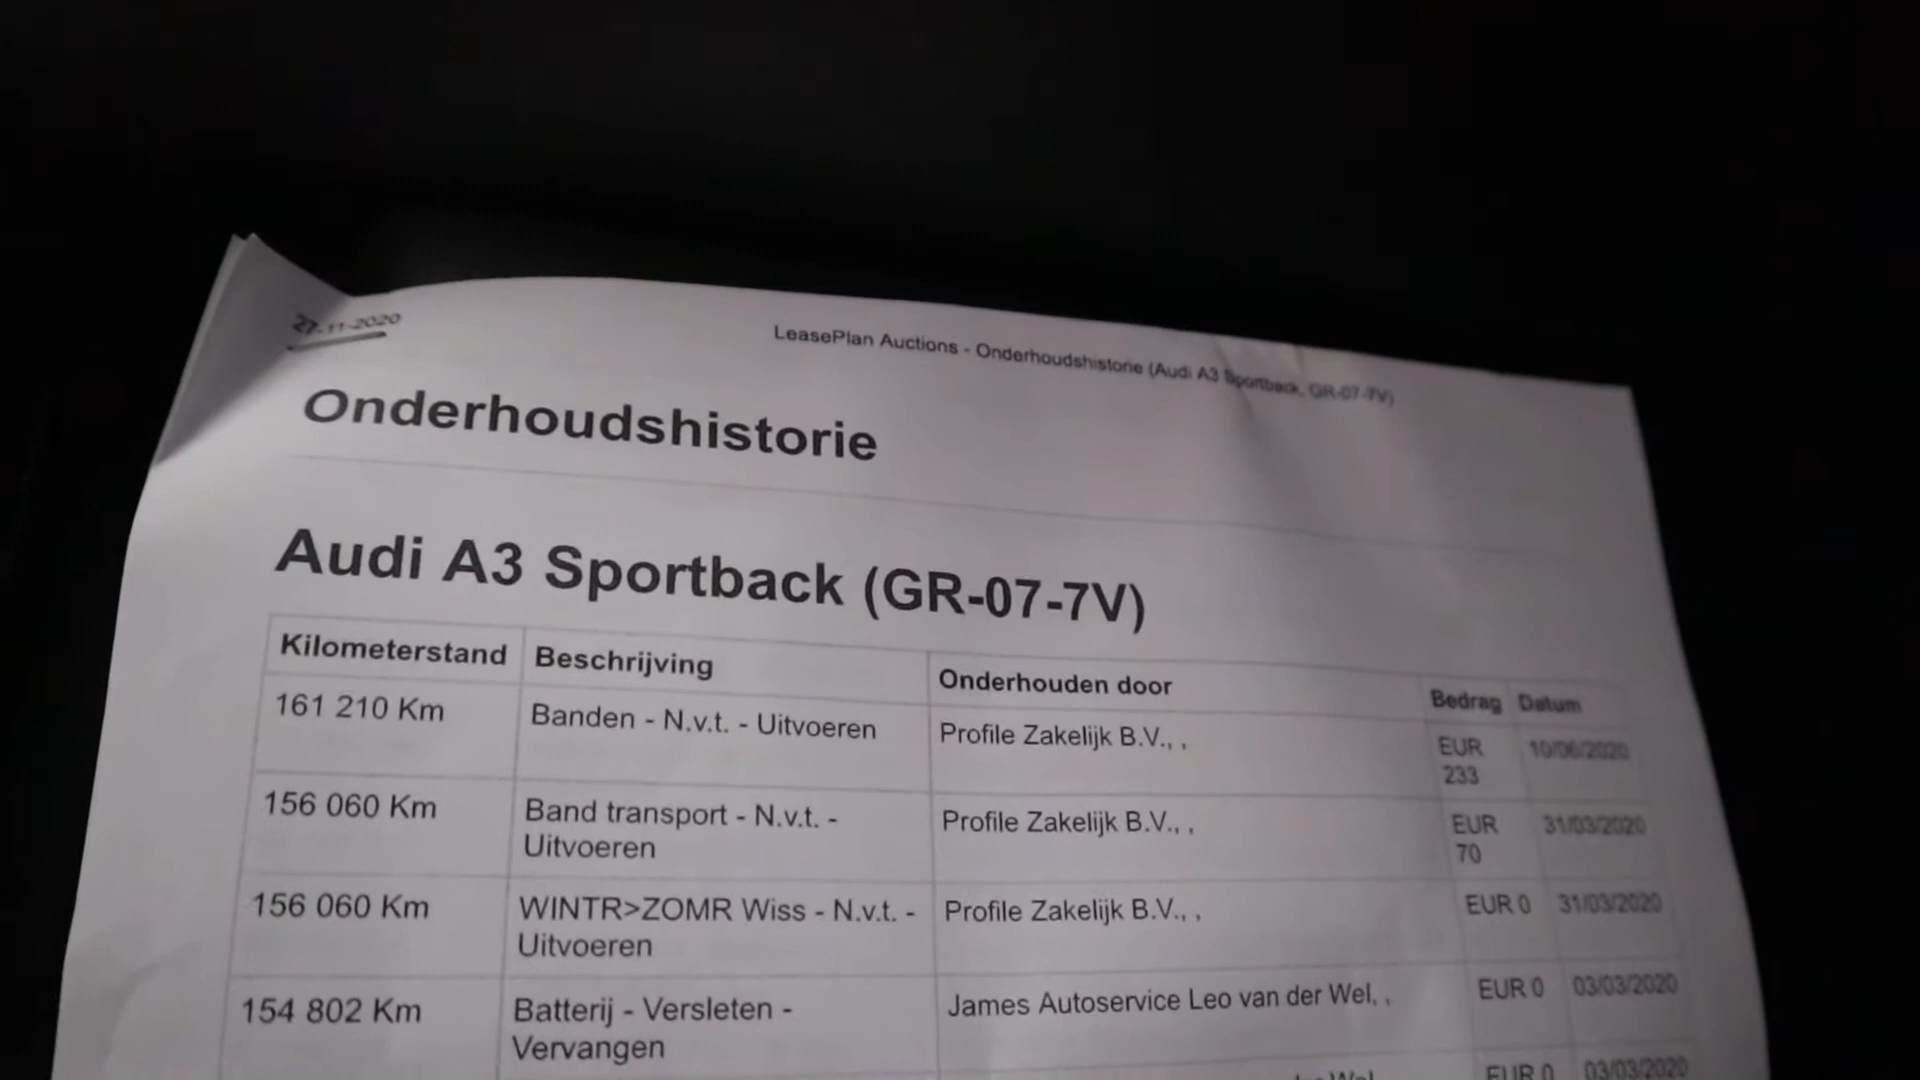 27-11-2020
LeasePlan Auctions - Onderhoudshistorie (Audi A3 Sportback, GR-07-7V)
Onderhoudshistorie
Audi A3 Sportback (GR-07-7V)
Kilometerstand Beschrijving Onderhouden door Bedrag Datum
161 210 Km Banden - N.v.t. - Uitvoeren Profile Zakelijk B.V., , EUR 10/06/2020
233
156 060 Km Band transport - N.v.t. - Profile Zakelijk B.V., , EUR 31/03/2020
Uitvoeren 70
156 060 Km WINTR>ZOMR Wiss - N.v.t. - Profile Zakelijk B.V., , EUR 0 31/03/2020
Uitvoeren
154 802 Km Batterij - Versleten - James Autoservice Leo van der Wel, , EUR 0 03/03/2020
Vervangen
EUR 0 03/03/2020